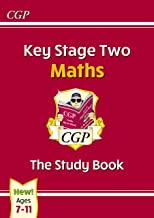 CGP
Key Stage Two
Maths
CGP
The Study Book
New!
Ages
7-11